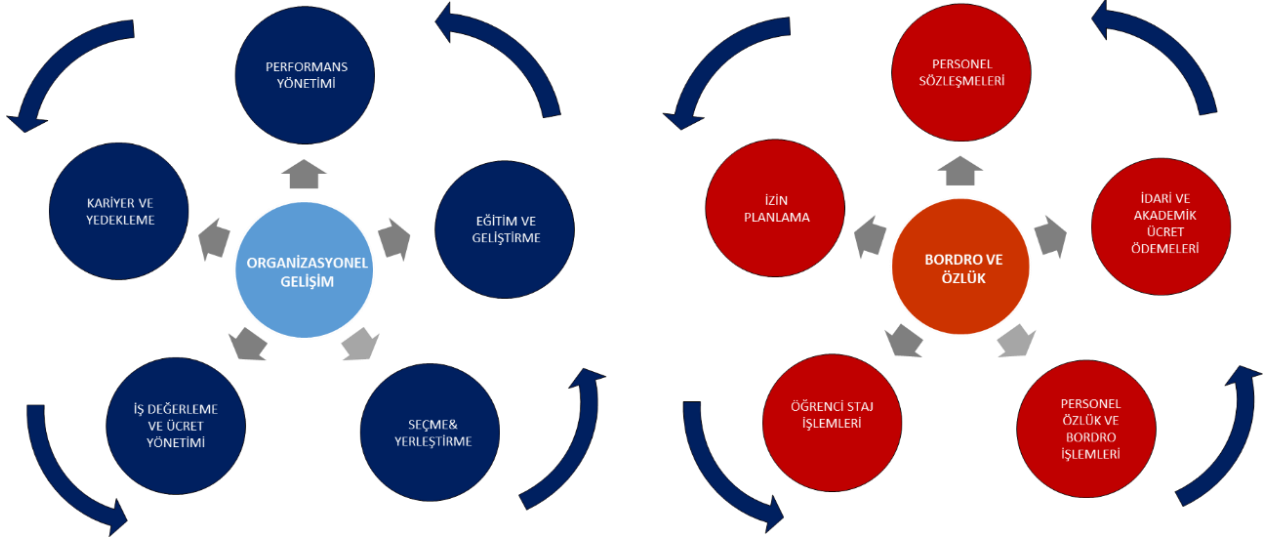 PERFORMANS
YÖNETİMİ
KARİYER VE
YEDEKLEME
EĞİTİM VE
GELİŞTİRME
ORGANİZASYONEL
GELİŞİM
İŞ DEĞERLEME
VE ÜCRET
YÖNETİMİ
SEÇME&
YERLEŞTİRME
PERSONEL
SÖZLEŞMELERİ
İZİN
PLANLAMA
İDARİ VE
AKADEMİK
ÜCRET
ÖDEMELERİ
BORDRO VE
ÖZLÜK
ÖĞRENCİ STAJ
İŞLEMLERİ
PERSONEL
ÖZLÜK VE
BORDRO
İŞLEMLERİ